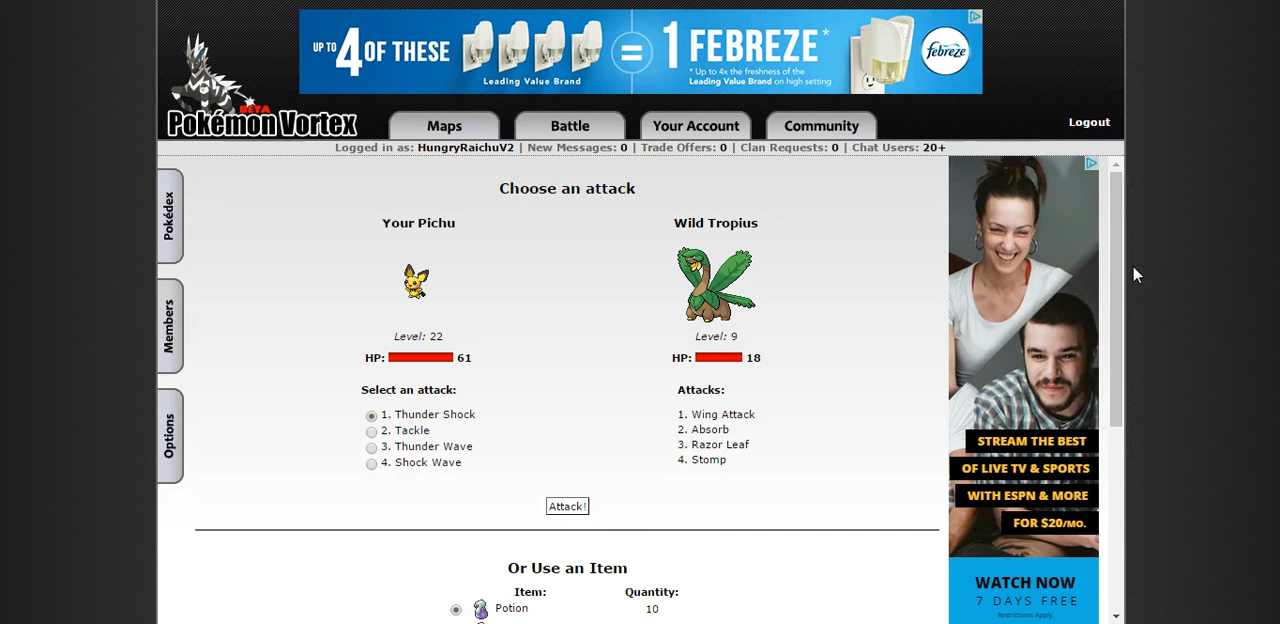 UP TO 4 OF THESE
Leading Value Brand
=
1 FEBREZE*
* Up to 4x the freshness of the
Leading Value Brand on high setting
febreze
BETA
Pokémon Vortex
Maps
Battle
Your Account
Community
Logout
Logged in as: HungryRaichuV2 | New Messages: 0 | Trade Offers: 0 | Clan Requests: 0 | Chat Users: 20+
Pokédex
Members
Options
Choose an attack
Your Pichu
Wild Tropius
Level: 22
Level: 9
HP: 61
HP: 18
Select an attack:
Attacks:
1. Thunder Shock
2. Tackle
3. Thunder Wave
4. Shock Wave
1. Wing Attack
2. Absorb
3. Razor Leaf
4. Stomp
Attack!
Or Use an Item
Item:
Quantity:
Potion
10
STREAM THE BEST
OF LIVE TV & SPORTS
WITH ESPN & MORE
FOR $20/MO.
WATCH NOW
7 DAYS FREE
Restrictions Apply.